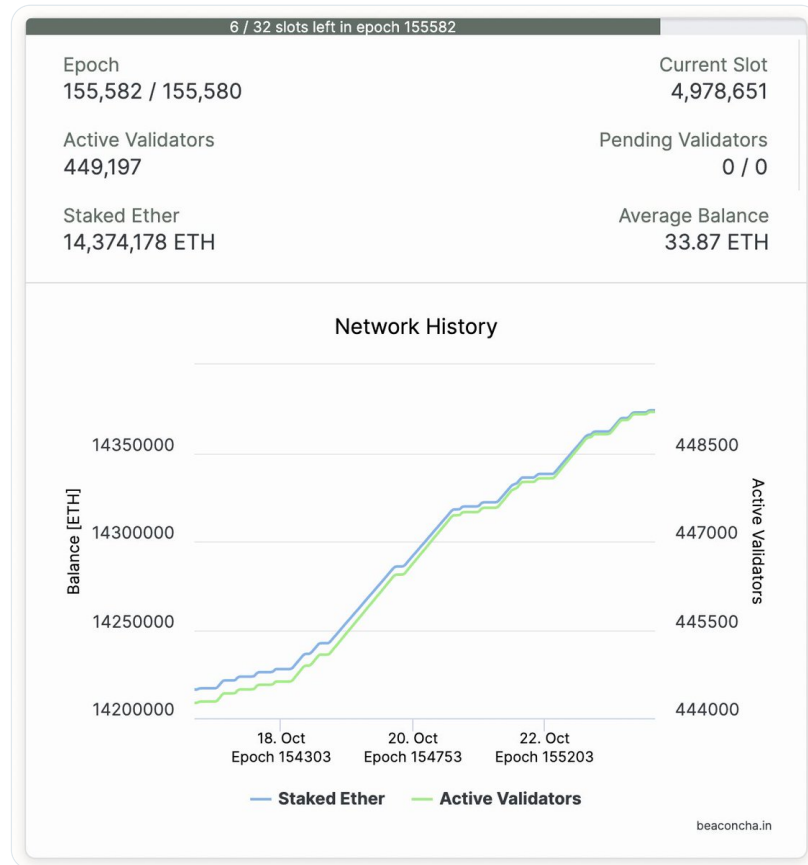 6 / 32 slots left in epoch 155582
Epoch
155,582 / 155,580
Current Slot
4,978,651
Active Validators
449,197
Pending Validators
0 / 0
Staked Ether
14,374,178 ETH
Average Balance
33.87 ETH
Network History
14350000
14300000
14250000
14200000
Balance [ETH]
448500
447000
445500
444000
Active Validators
18. Oct
Epoch 154303
20. Oct
Epoch 154753
22. Oct
Epoch 155203
Staked Ether
Active Validators
beaconcha.in